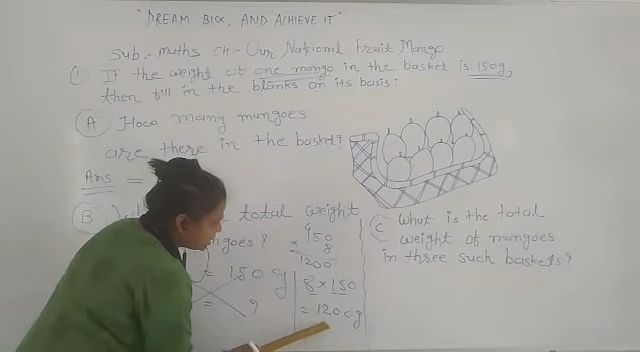 "DREAM BIG, AND ACHIEVE IT"
Sub.- maths CH - Our National Fruit Mango
① If the weight of one mango in the basket is 150g,
then fill in the blanks on its basis:
Ⓐ How many mangoes
are there in the basket?
Ans =
Ⓑ total weight
mangoes?
4
150
× 8
1200
= 150 g
= ?
8 × 150
= 1200g
Ⓒ What is the total
weight of mangoes
in three such baskets?